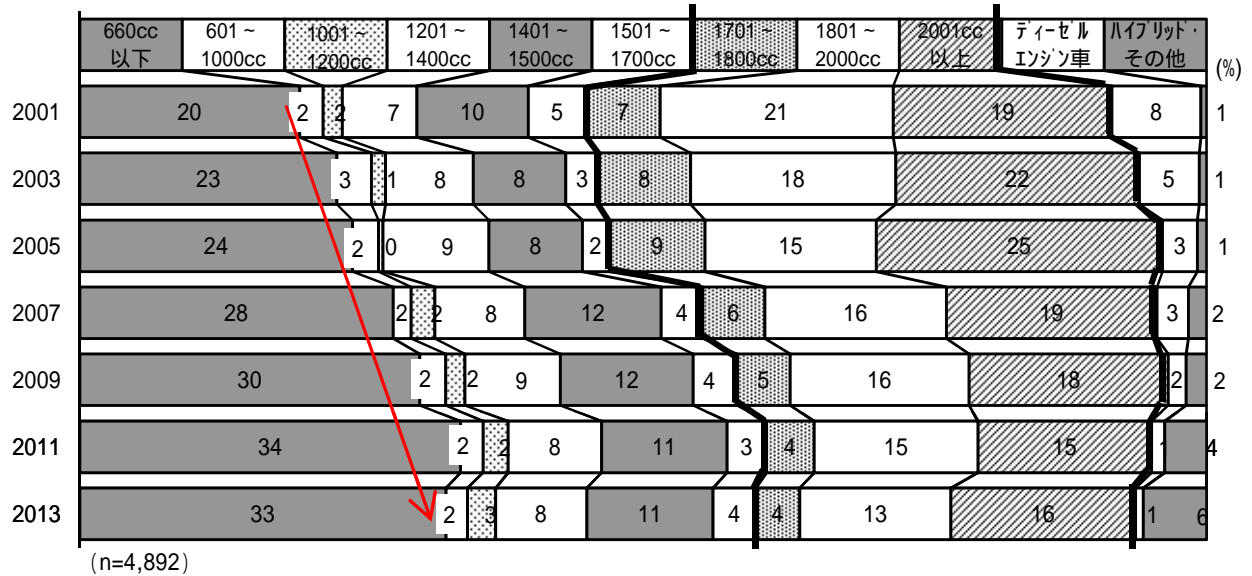 660cc 601～ 1001～ 1201～ 1401～ 1501～ 1701～ 1801～ 2001cc ﾃﾞｨｰｾﾞﾙ ﾊｲﾌﾞﾘｯﾄﾞ・
以下 1000cc 1200cc 1400cc 1500cc 1700cc 1800cc 2000cc 以上 ｴﾝｼﾞﾝ車 その他
(%)
2001 20 2 2 7 10 5 7 21 19 8 1
2003 23 3 1 8 8 3 8 18 22 5 1
2005 24 2 0 9 8 2 9 15 25 3 1
2007 28 2 2 8 12 4 6 16 19 3 2
2009 30 2 2 9 12 4 5 16 18 2 2
2011 34 2 2 8 11 3 4 15 15 1 4
2013 33 2 3 8 11 4 4 13 16 1 6
(n=4,892)